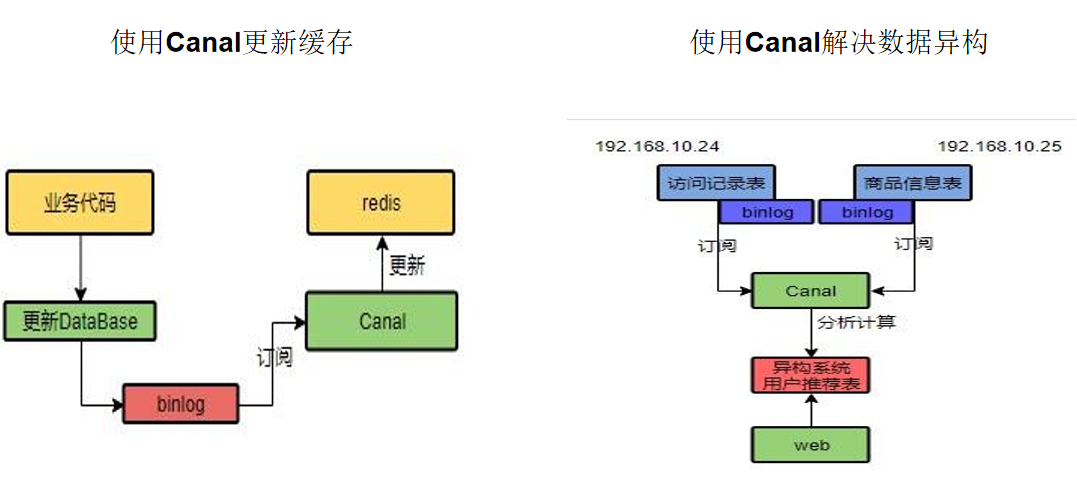 使用Canal更新缓存
业务代码
更新DataBase
binlog
订阅
Canal
更新
redis
使用Canal解决数据异构
192.168.10.24
192.168.10.25
访问记录表
商品信息表
binlog
binlog
订阅
订阅
Canal
分析计算
异构系统
用户推荐表
web